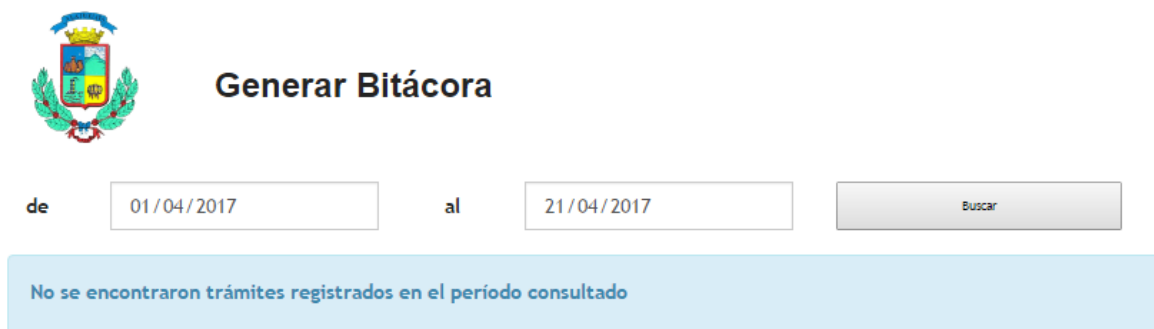 Generar Bitácora
de 01/04/2017 al 21/04/2017 Buscar
No se encontraron trámites registrados en el período consultado